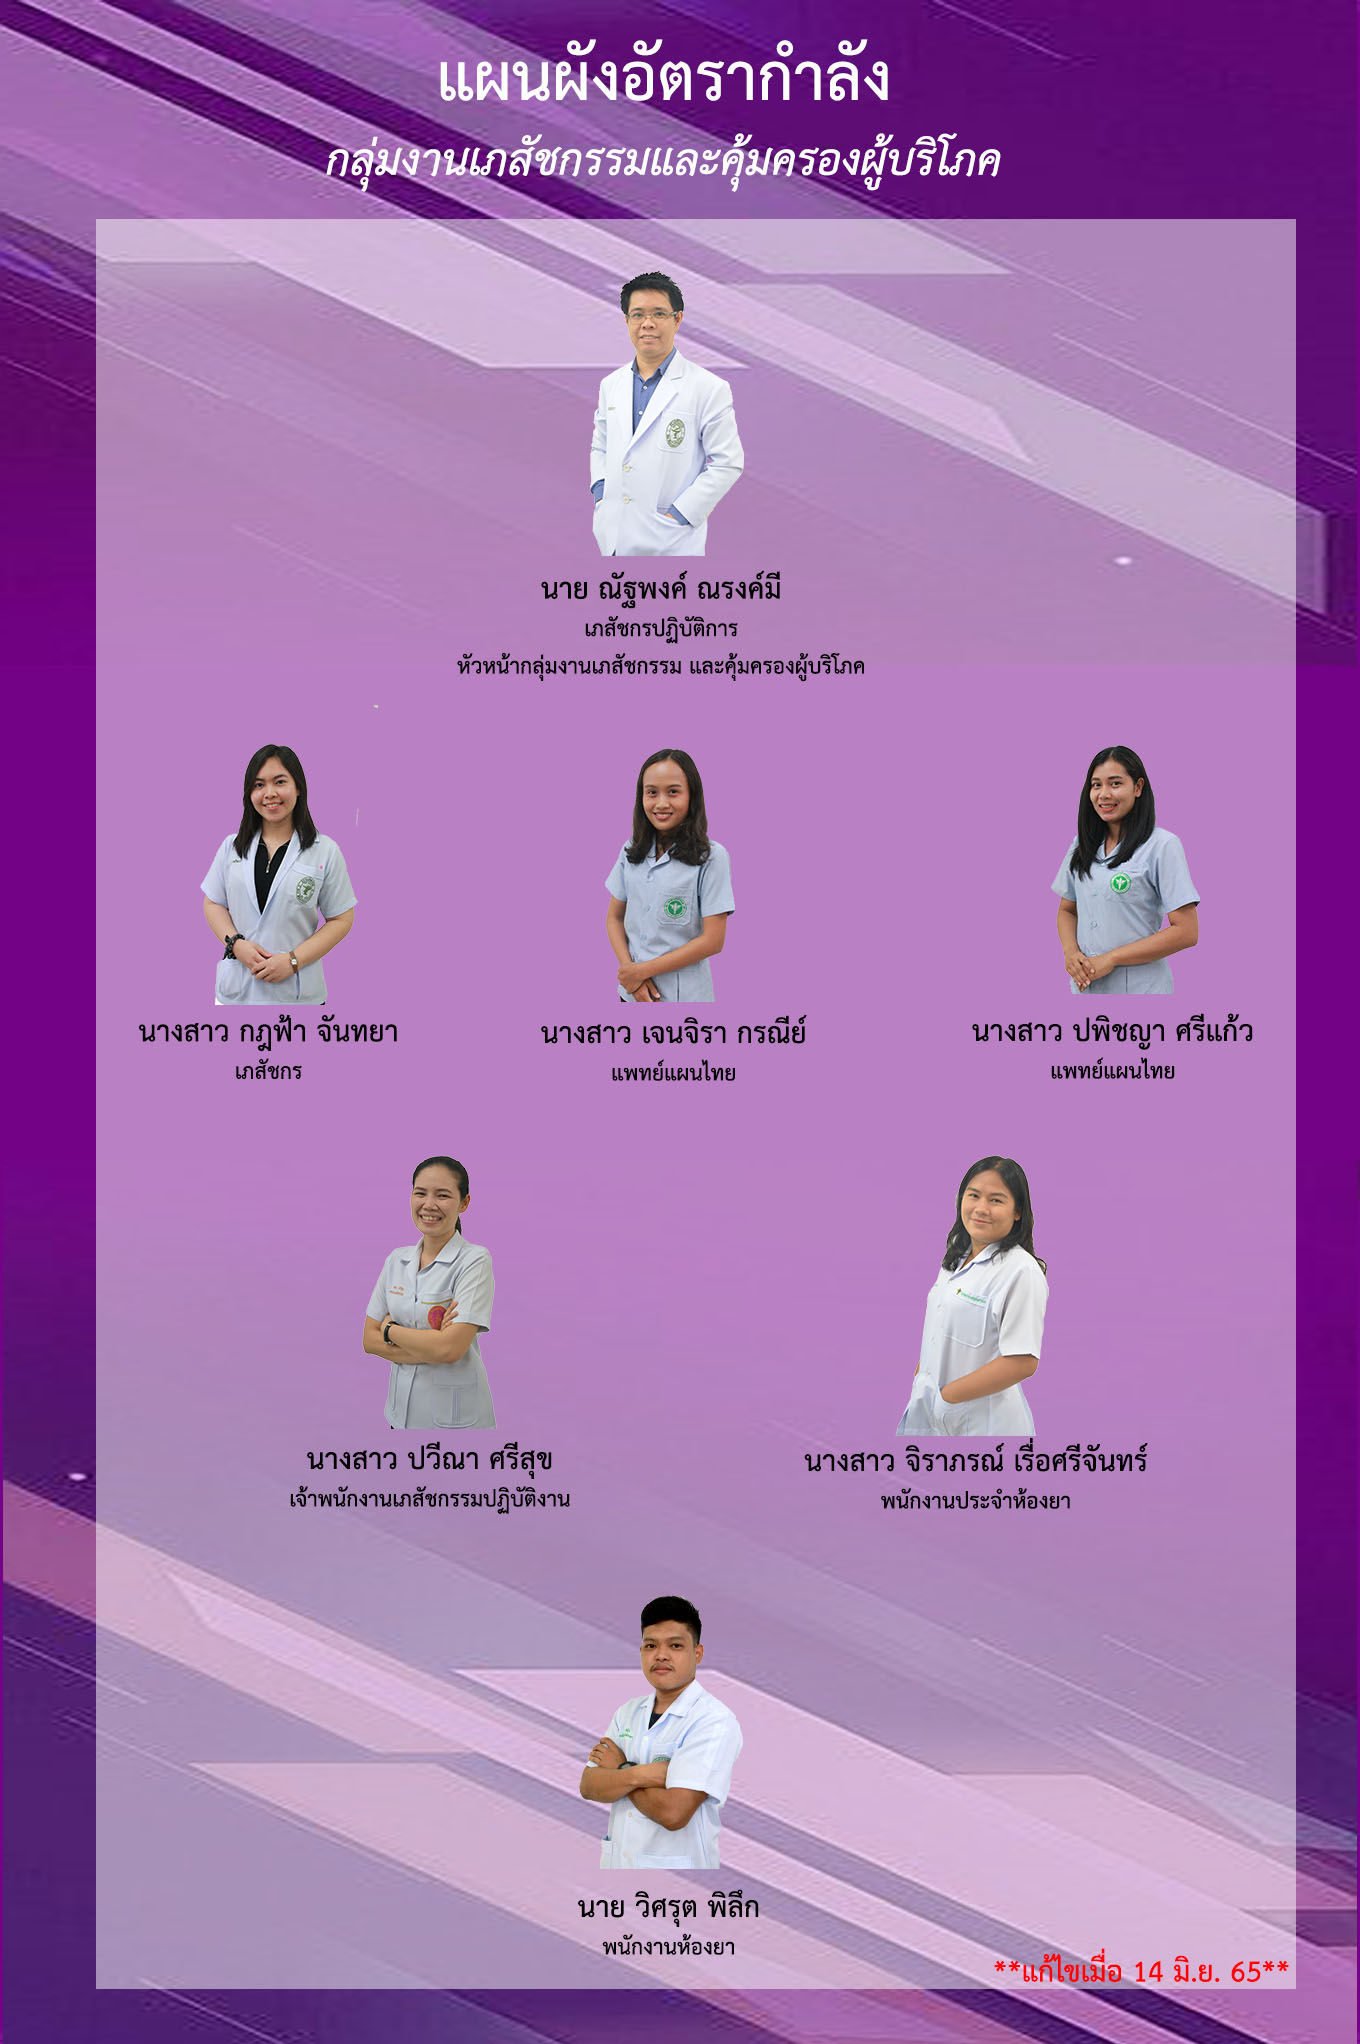 แผนผังอัตรากำลัง
กลุ่มงานเภสัชกรรมและคุ้มครองผู้บริโภค
นาย ณัฐพงค์ ณรงค์มี
เภสัชกรปฏิบัติการ
หัวหน้ากลุ่มงานเภสัชกรรม และคุ้มครองผู้บริโภค
นางสาว กฎฟ้า จันทยา
เภสัชกร
นางสาว เจนจิรา กรณีย์
แพทย์แผนไทย
นางสาว ปพิชญา ศรีแก้ว
แพทย์แผนไทย
นางสาว ปวีณา ศรีสุข
เจ้าพนักงานเภสัชกรรมปฏิบัติงาน
นางสาว จิราภรณ์ เรื่อศรีจันทร์
พนักงานประจำห้องยา
นาย วิศรุต พิลึก
พนักงานห้องยา
**แก้ไขเมื่อ 14 มิ.ย. 65**